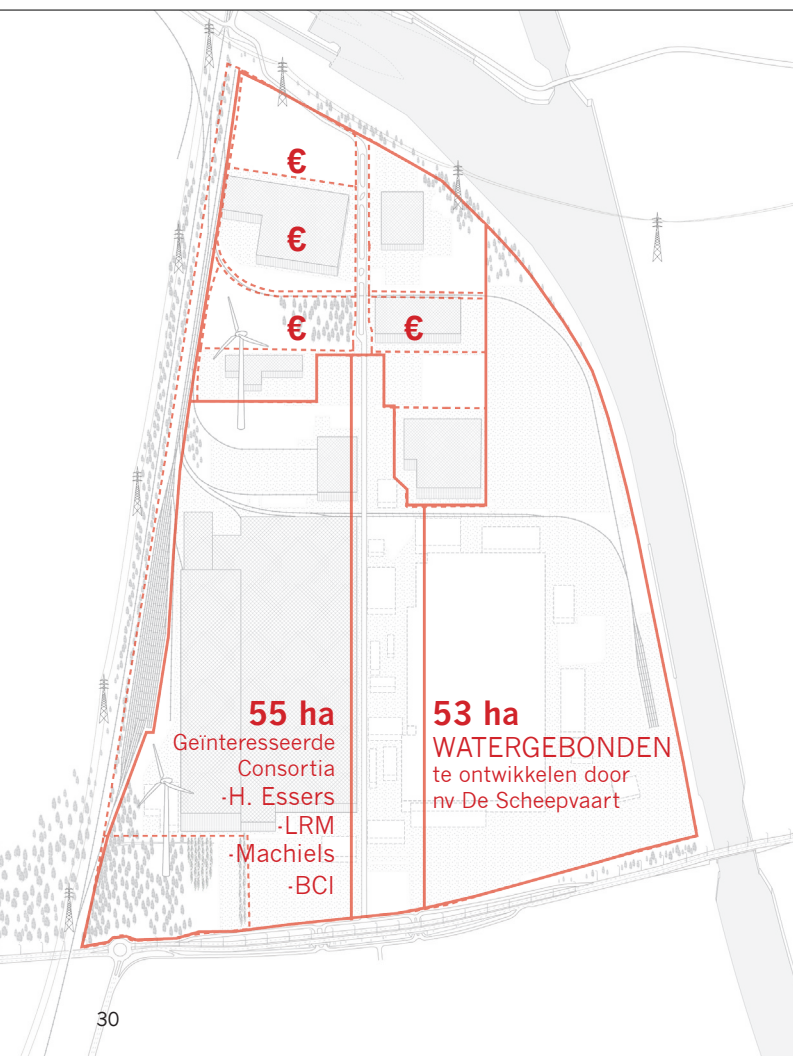 €
€
€
€
55 ha
Geïnteresseerde
Consortia
·H. Essers
·LRM
·Machiels
·BCI
53 ha
WATERGEBONDEN
te ontwikkelen door
nv De Scheepvaart
30